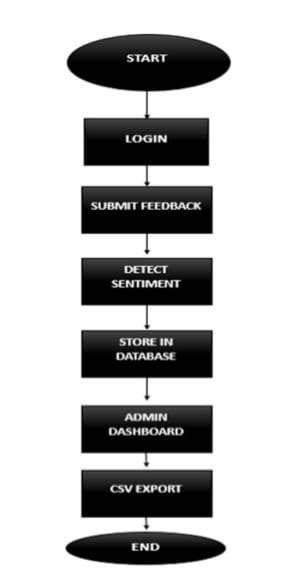 START
LOGIN
SUBMIT FEEDBACK
DETECT
SENTIMENT
STORE IN
DATABASE
ADMIN
DASHBOARD
CSV EXPORT
END